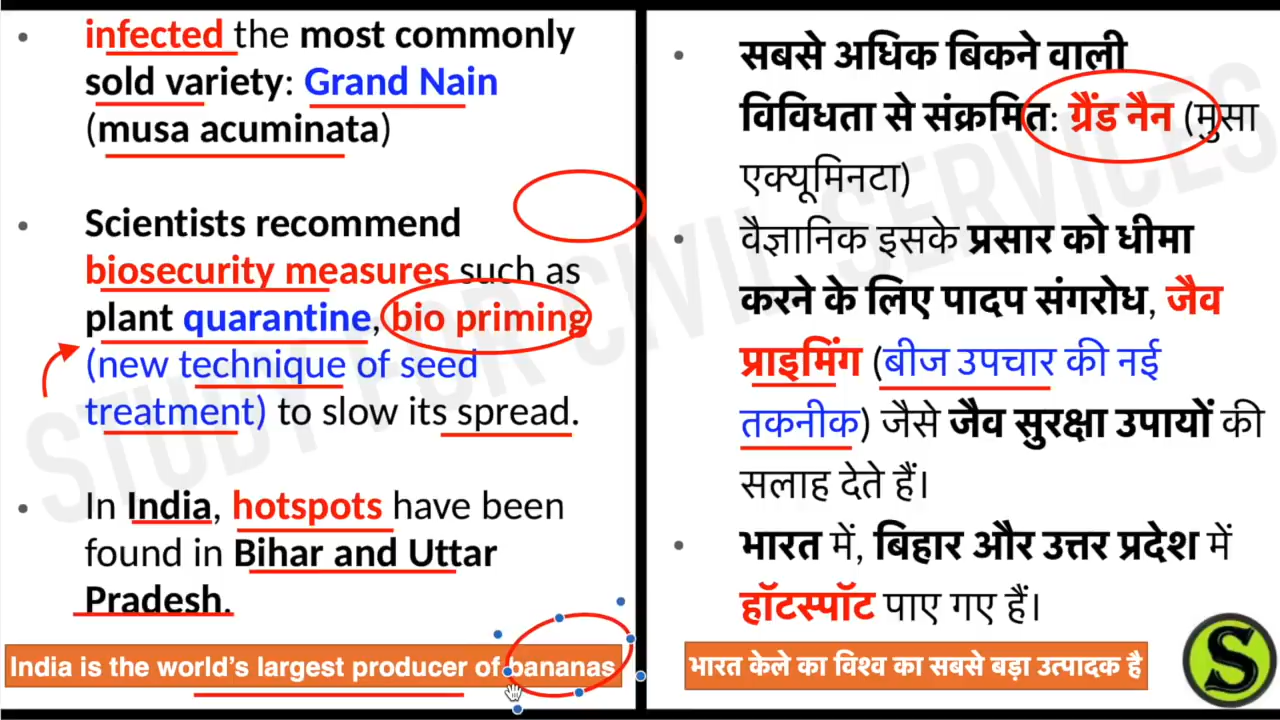 infected the most commonly
sold variety: Grand Nain
(musa acuminata)
Scientists recommend
biosecurity measures such as
plant quarantine, bio priming
(new technique of seed
treatment) to slow its spread.
In India, hotspots have been
found in Bihar and Uttar
Pradesh.
India is the world's largest producer of bananas
सबसे अधिक बिकने वाली
विविधता से संक्रमित: ग्रैंड नैन (मुसा
एक्यूमिनटा)
वैज्ञानिक इसके प्रसार को धीमा
करने के लिए पादप संगरोध, जैव
प्राइमिंग (बीज उपचार की नई
तकनीक) जैसे जैव सुरक्षा उपायों की
सलाह देते हैं।
भारत में, बिहार और उत्तर प्रदेश में
हॉटस्पॉट पाए गए हैं।
भारत केले का विश्व का सबसे बड़ा उत्पादक है
STUDY FOR CIVIL SERVICES
S